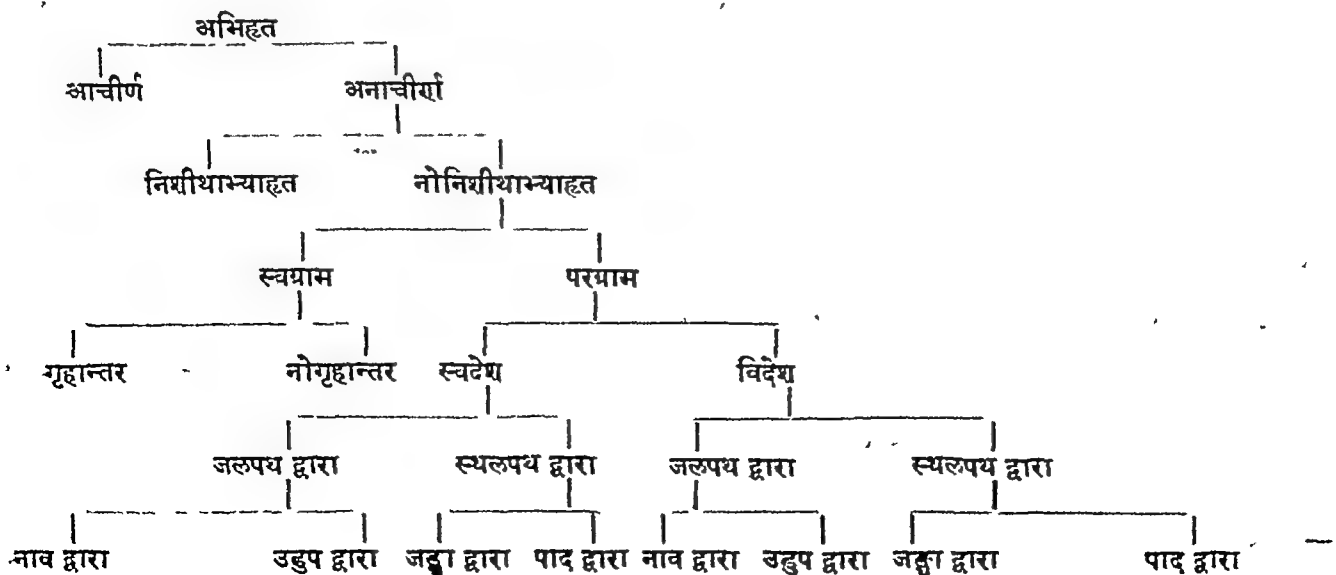 अभिहृत
आचीर्ण अनाचीर्ण
निशीथाभ्याहृत नोनिशीथाभ्याहृत
स्वग्राम परग्राम
गृहान्तर नोगृहान्तर स्वदेश विदेश
जलपथ द्वारा स्थलपथ द्वारा जलपथ द्वारा स्थलपथ द्वारा
नाव द्वारा उडुप द्वारा जङ्घा द्वारा पाद द्वारा नाव द्वारा उडुप द्वारा जङ्घा द्वारा पाद द्वारा